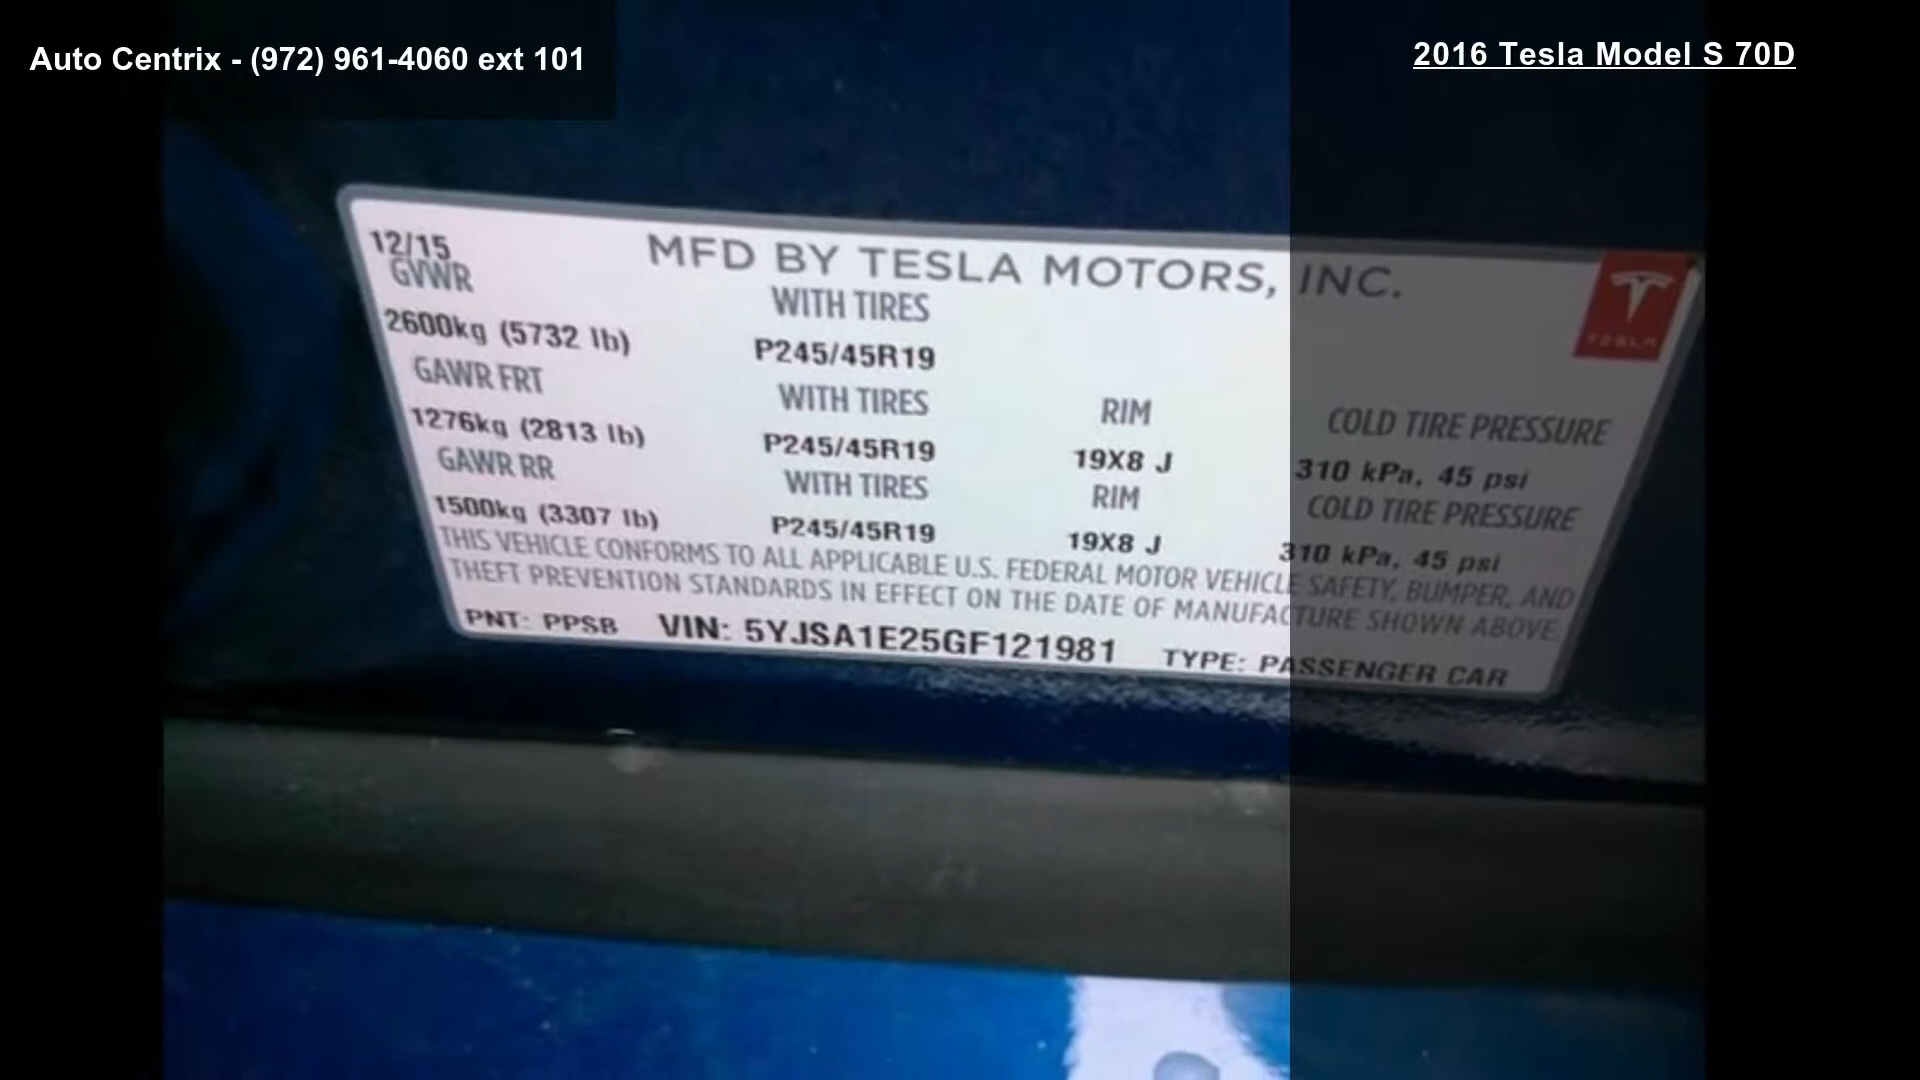 Auto Centrix - (972) 961-4060 ext 101
2016 Tesla Model S 70D
12/15 MFD BY TESLA MOTORS, INC.
GVWR WITH TIRES
TESLA
2600kg (5732 lb) P245/45R19
GAWR FRT WITH TIRES RIM COLD TIRE PRESSURE
1276kg (2813 lb) P245/45R19 19X8 J 310 kPa, 45 psi
GAWR RR WITH TIRES RIM COLD TIRE PRESSURE
1500kg (3307 lb) P245/45R19 19X8 J 310 kPa, 45 psi
THIS VEHICLE CONFORMS TO ALL APPLICABLE U.S. FEDERAL MOTOR VEHICLE SAFETY, BUMPER, AND
THEFT PREVENTION STANDARDS IN EFFECT ON THE DATE OF MANUFACTURE SHOWN ABOVE.
PNT: PPSB VIN: 5YJSA1E25GF121981 TYPE: PASSENGER CAR